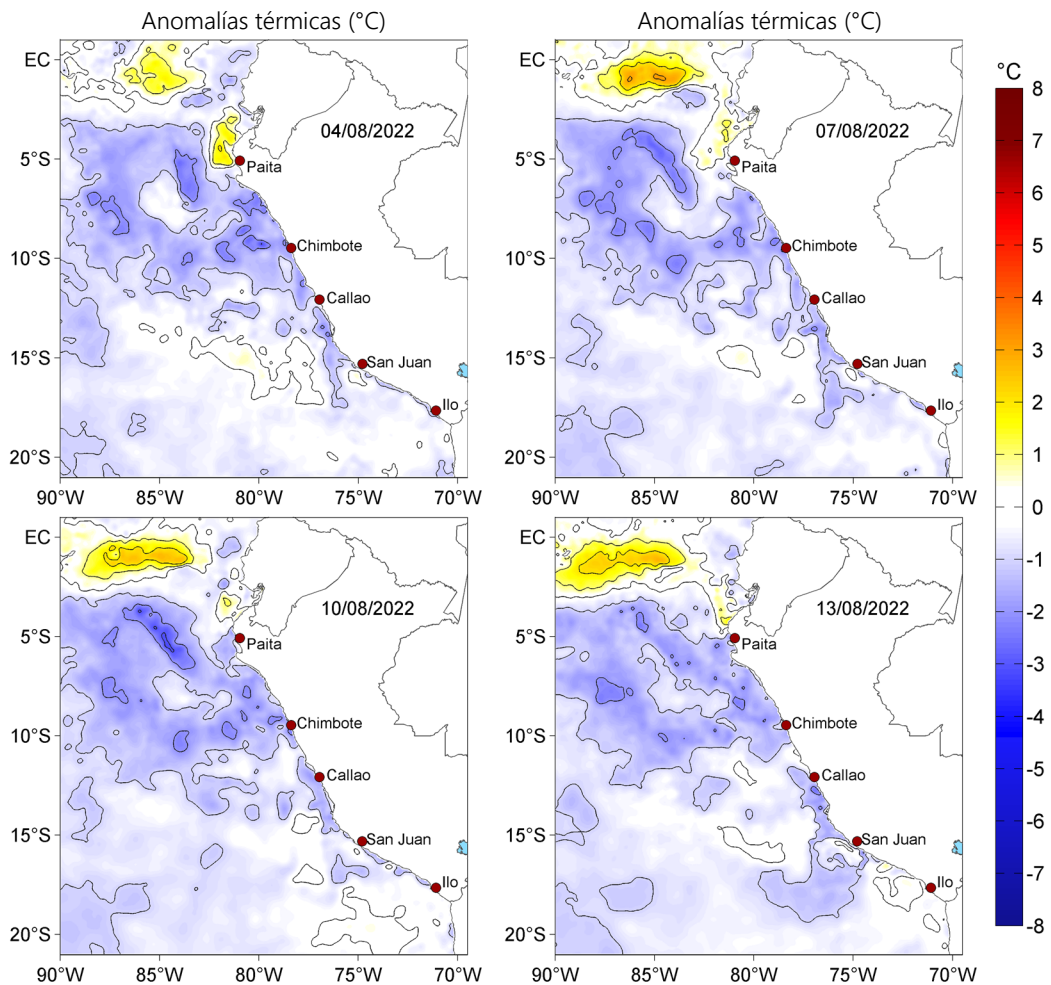 Anomalías térmicas (°C)
Anomalías térmicas (°C)
EC
5°S
10°S
15°S
20°S
90°W
85°W
80°W
75°W
70°W
04/08/2022
Paita
Chimbote
Callao
San Juan
Ilo
EC
5°S
10°S
15°S
20°S
90°W
85°W
80°W
75°W
70°W
07/08/2022
Paita
Chimbote
Callao
San Juan
Ilo
EC
5°S
10°S
15°S
20°S
90°W
85°W
80°W
75°W
70°W
10/08/2022
Paita
Chimbote
Callao
San Juan
Ilo
EC
5°S
10°S
15°S
20°S
90°W
85°W
80°W
75°W
70°W
13/08/2022
Paita
Chimbote
Callao
San Juan
Ilo
°C
8
7
6
5
4
3
2
1
0
-1
-2
-3
-4
-5
-6
-7
-8